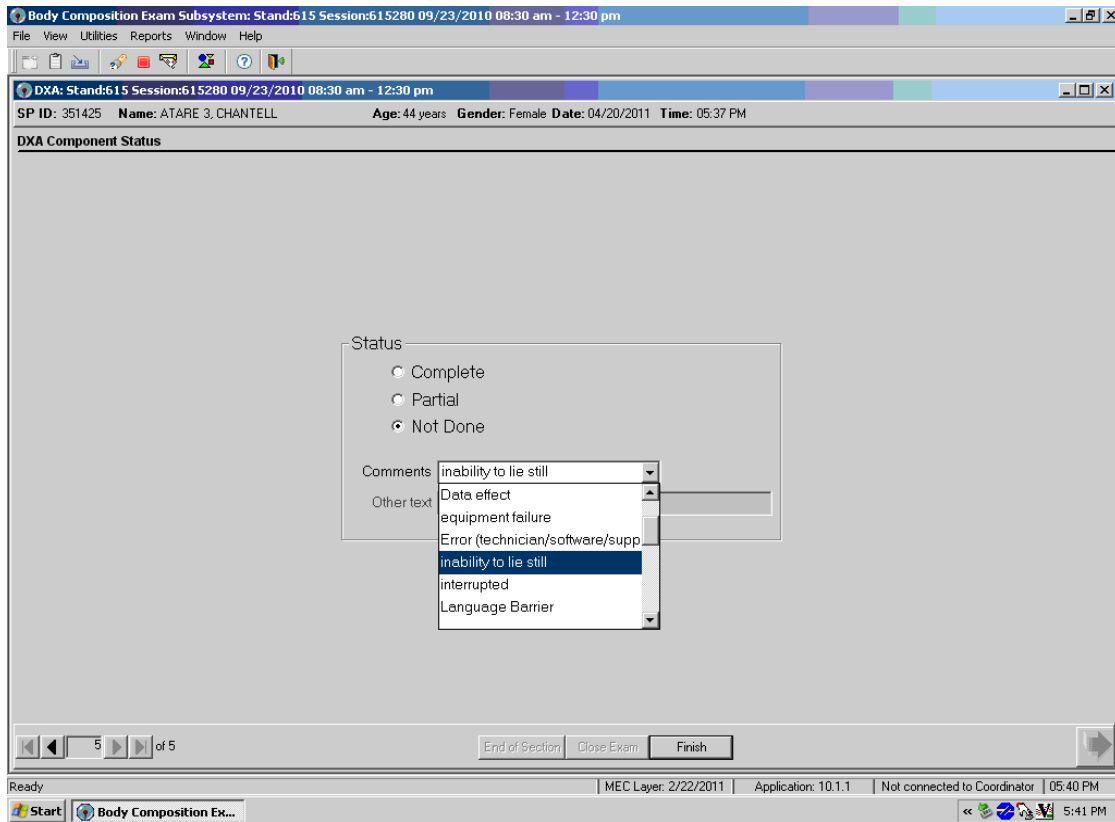 Body Composition Exam Subsystem: Stand:615 Session:615280 09/23/2010 08:30 am - 12:30 pm
File View Utilities Reports Window Help
DXA: Stand:615 Session:615280 09/23/2010 08:30 am - 12:30 pm
SP ID: 351425 Name: ATARE 3, CHANTELL Age: 44 years Gender: Female Date: 04/20/2011 Time: 05:37 PM
DXA Component Status
Status
Complete
Partial
Not Done
Comments inability to lie still
Other text
Data effect
equipment failure
Error (technician/software/supp
inability to lie still
interrupted
Language Barrier
5 of 5 End of Section Close Exam Finish
Ready MEC Layer: 2/22/2011 Application: 10.1.1 Not connected to Coordinator 05:40 PM
Start Body Composition Ex... « 5:41 PM